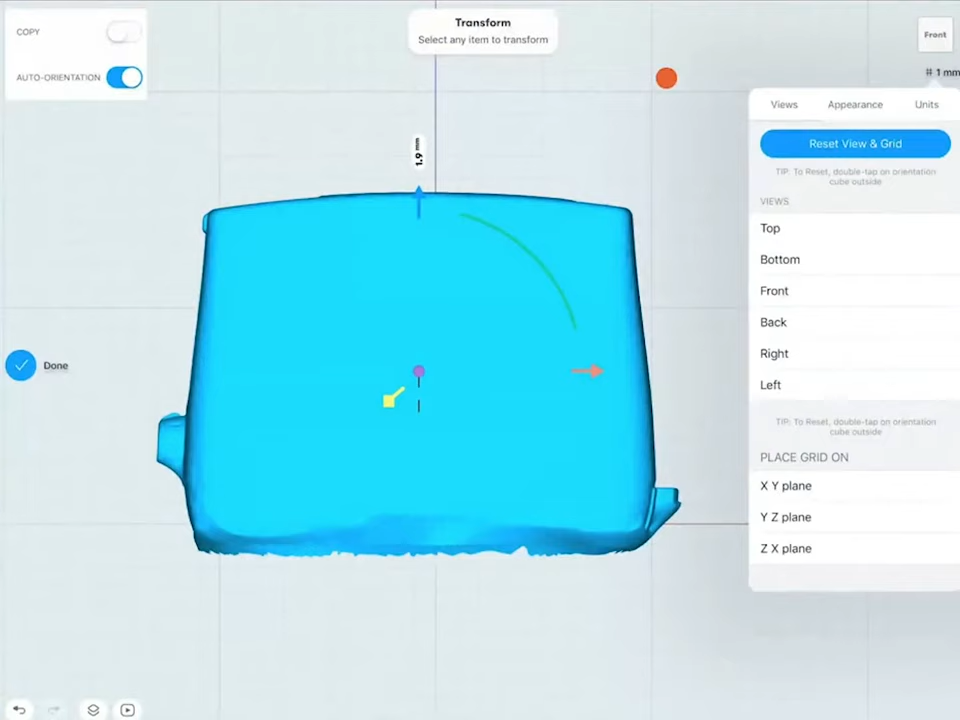 COPY
AUTO-ORIENTATION
Transform
Select any item to transform
Front
# 1 mm
1.9 mm
Done
Views Appearance Units
Reset View & Grid
TIP: To Reset, double-tap on orientation
cube outside
VIEWS
Top
Bottom
Front
Back
Right
Left
TIP: To Reset, double-tap on orientation
cube outside
PLACE GRID ON
X Y plane
Y Z plane
Z X plane